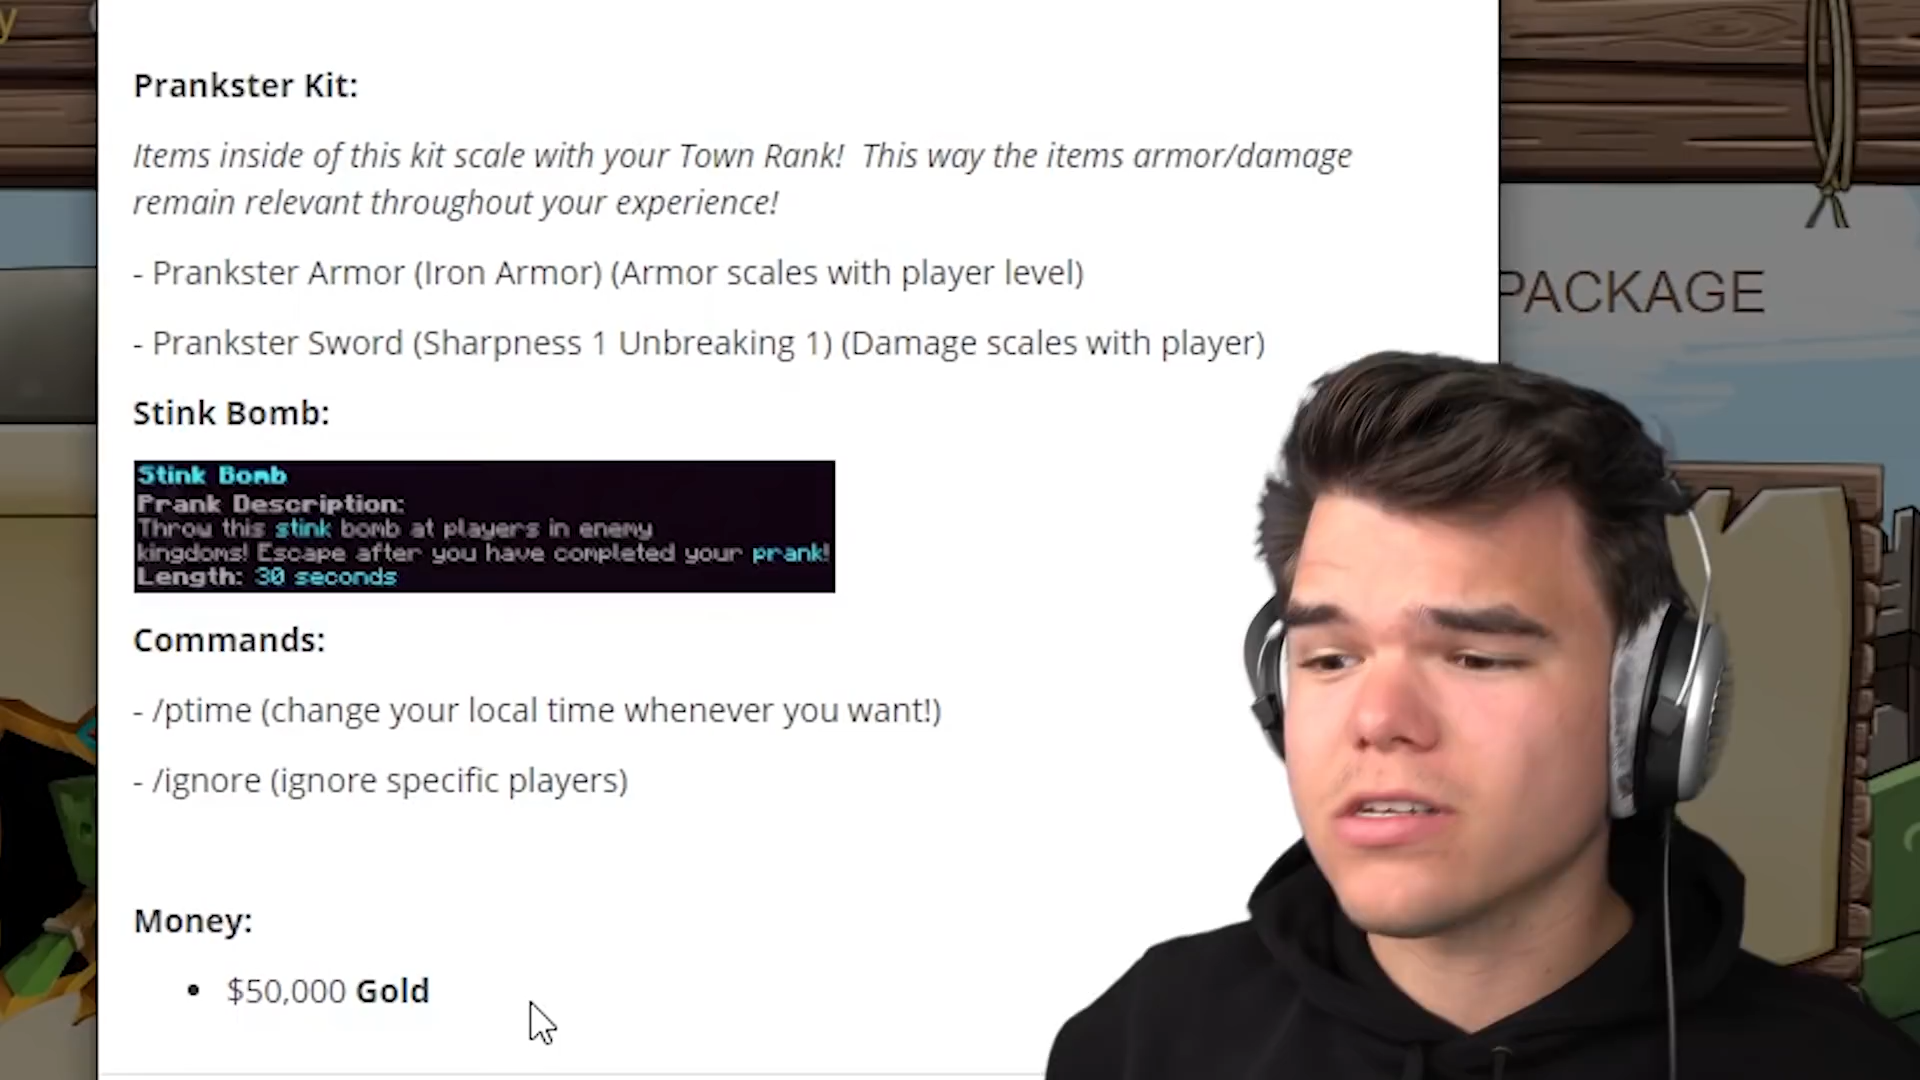 y
Prankster Kit:
Items inside of this kit scale with your Town Rank!  This way the items armor/damage
remain relevant throughout your experience!
- Prankster Armor (Iron Armor) (Armor scales with player level)
PACKAGE
- Prankster Sword (Sharpness 1 Unbreaking 1) (Damage scales with player)
Stink Bomb:
Stink Bomb
Prank Description:
Throw this stink bomb at players in enemy
kingdoms! Escape after you have completed your prank!
Length: 30 seconds
Commands:
- /ptime (change your local time whenever you want!)
- /ignore (ignore specific players)
Money:
• $50,000 Gold